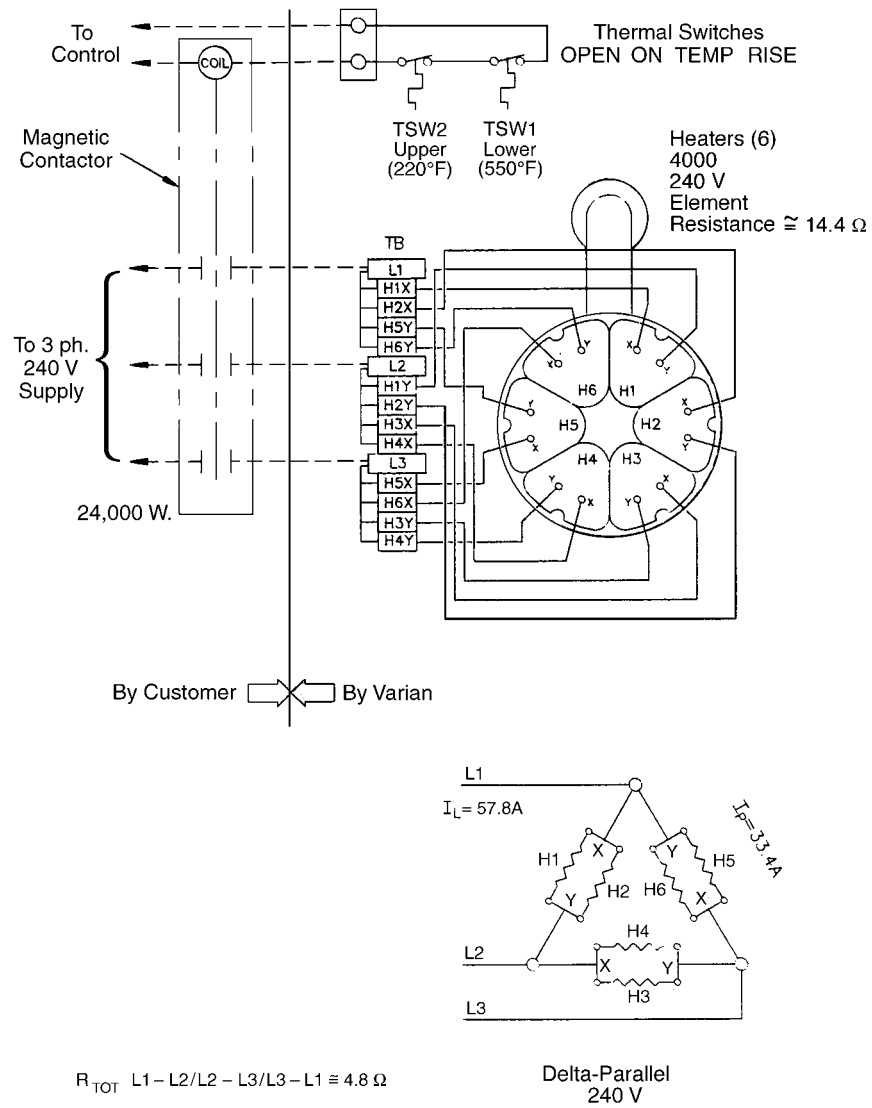 To
Control
COIL
Thermal Switches
OPEN ON TEMP RISE
TSW2
Upper
(220°F)
TSW1
Lower
(550°F)
Magnetic
Contactor
Heaters (6)
4000
240 V
Element
Resistance ≅ 14.4 Ω
TB
L1
H1X
H2X
H5Y
H6Y
L2
H1Y
H2Y
H3X
H4X
L3
H5X
H6X
H3Y
H4Y
To 3 ph.
240 V
Supply
24,000 W.
Y
X
X
Y
H6
H1
Y
X
H5
H2
X
Y
H4
H3
Y
X
Y
X
By Customer
By Varian
L1
I_L = 57.8A
I_P = 33.4A
H1
X
Y
H2
Y
H5
H6
X
H4
L2
X
Y
H3
L3
R_TOT L1 – L2/L2 – L3/L3 – L1 ≅ 4.8 Ω
Delta-Parallel
240 V